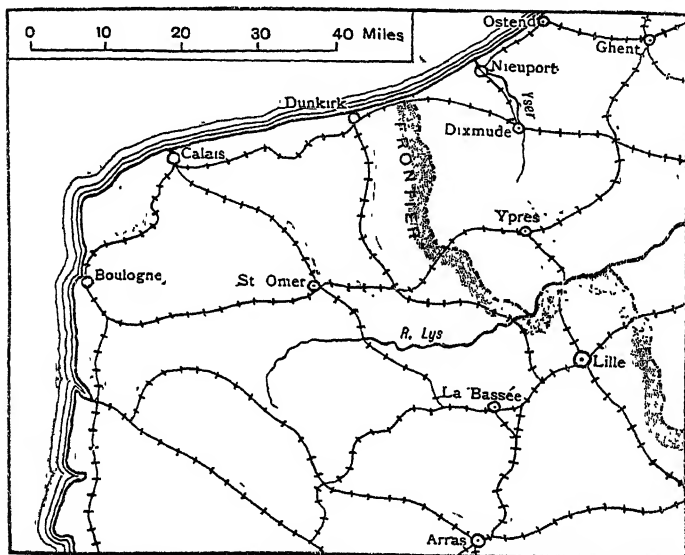 0 10 20 30 40 Miles
Ostend
Ghent
Nieuport
Yser
Dunkirk
Dixmude
FRONTIER
Calais
Ypres
Boulogne
St Omer
R. Lys
Lille
La Bassée
Arras